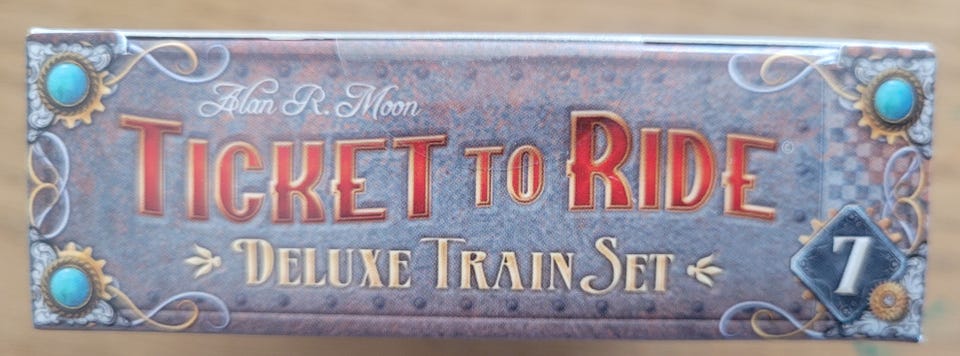 Alan R. Moon
TICKET TO RIDE©
DELUXE TRAIN SET
7